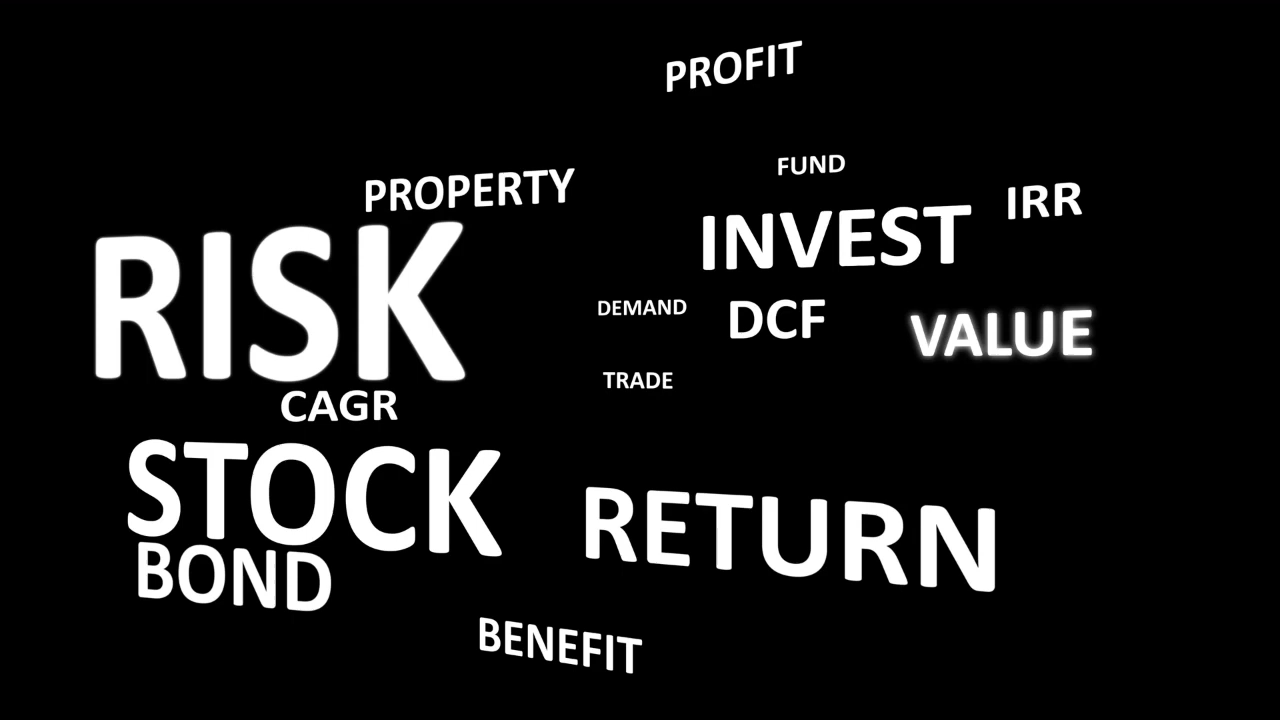 PROFIT
FUND
PROPERTY
IRR
INVEST
RISK
DEMAND
DCF
VALUE
TRADE
CAGR
STOCK
RETURN
BOND
BENEFIT